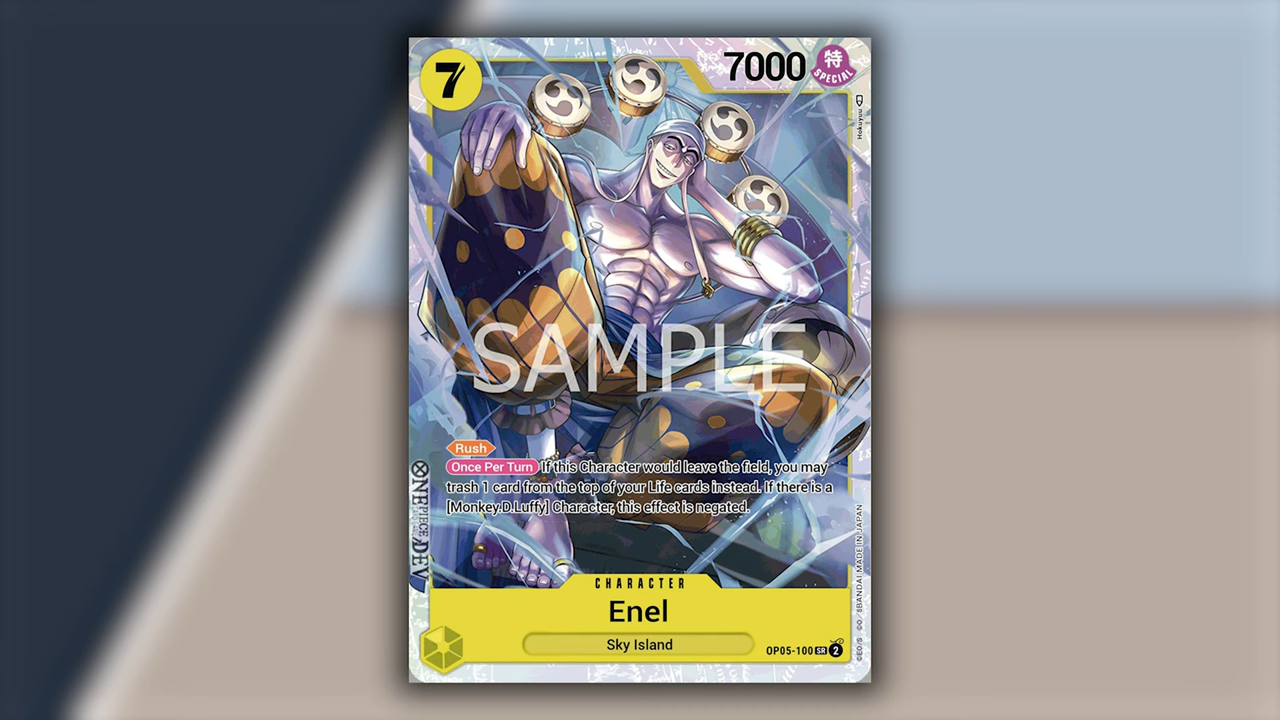 7
7000
特
SPECIAL
Hokuyuu
SAMPLE
Rush
Once Per Turn If this Character would leave the field, you may
trash 1 card from the top of your Life cards instead. If there is a
[Monkey.D.Luffy] Character, this effect is negated.
CHARACTER
Enel
Sky Island
OP05-100 SR 2
ONE PIECE
©E.O/S. ©O./S BANDAI MADE IN JAPAN